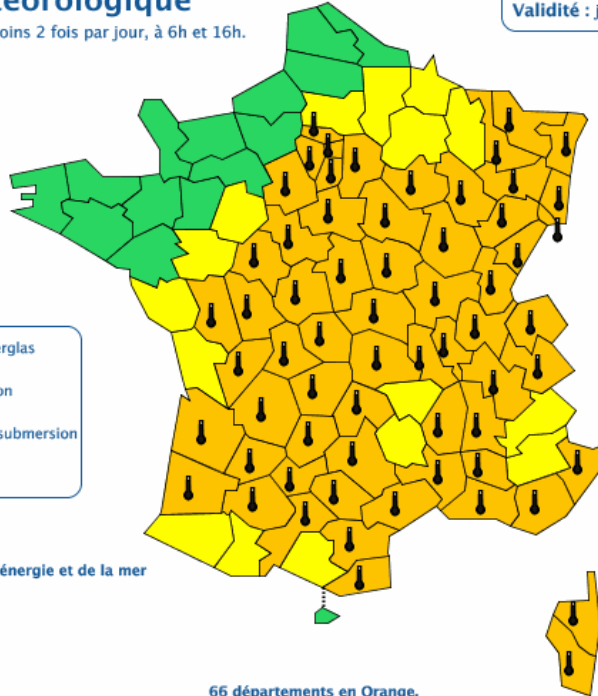 téorologique
Validité : j
oins 2 fois par jour, à 6h et 16h.
erglas
on
submersion
énergie et de la mer
66 départements en Orange.